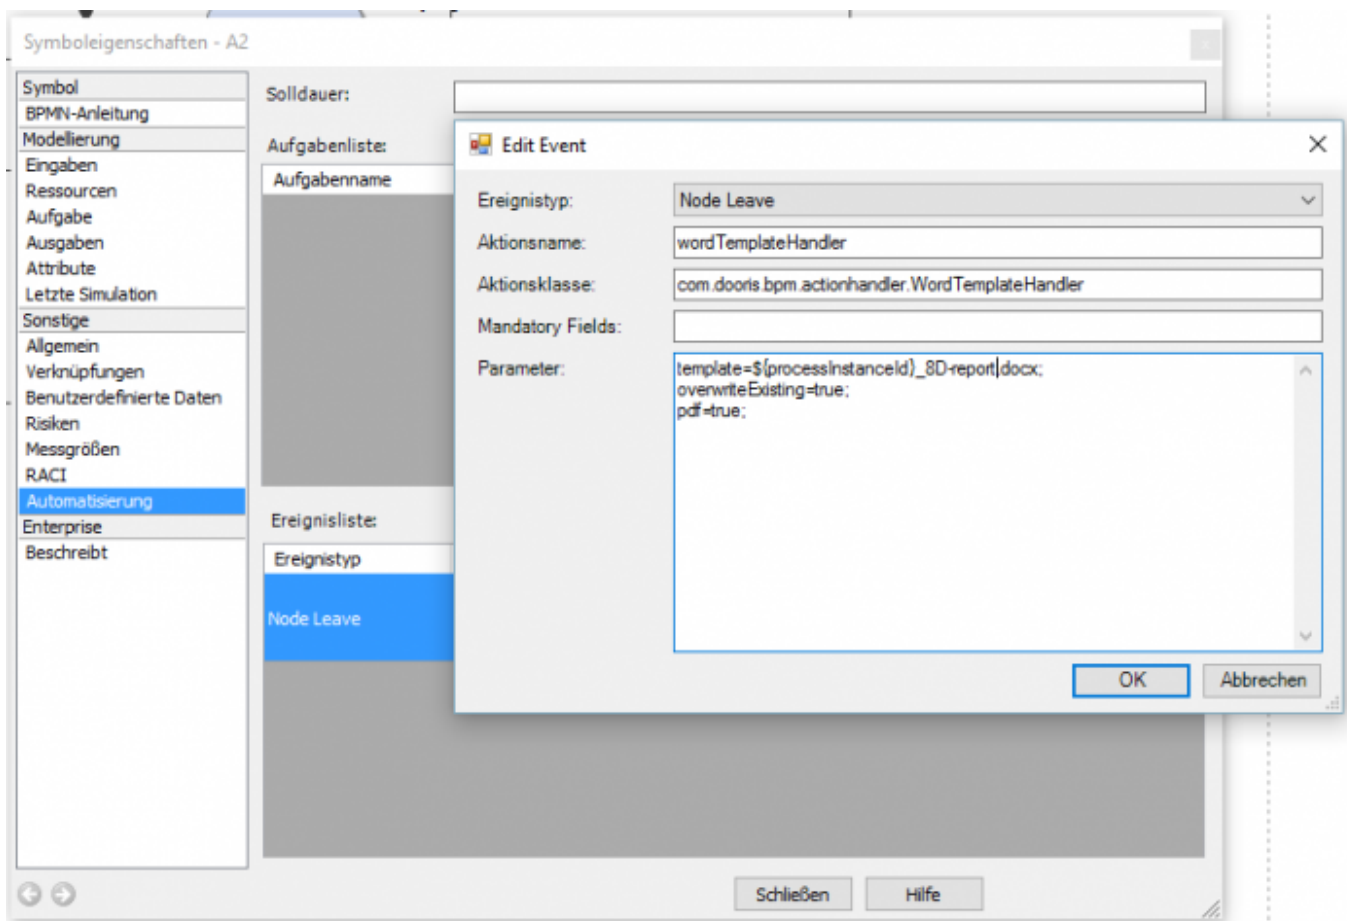 Symboleigenschaften - A2
x
Symbol
BPMN-Anleitung
Modellierung
Eingaben
Ressourcen
Aufgabe
Ausgaben
Attribute
Letzte Simulation
Sonstige
Allgemein
Verknüpfungen
Benutzerdefinierte Daten
Risiken
Messgrößen
RACI
Automatisierung
Enterprise
Beschreibt
Solldauer:
Aufgabenliste:
Aufgabenname
Ereignisliste:
Ereignistyp
Node Leave
Schließen
Hilfe
Edit Event
Ereignistyp:
Node Leave
Aktionsname:
wordTemplateHandler
Aktionsklasse:
com.dooris.bpm.actionhandler.WordTemplateHandler
Mandatory Fields:
Parameter:
template=${processInstanceId}_8D-report.docx;
overwriteExisting=true;
pdf=true;
OK
Abbrechen